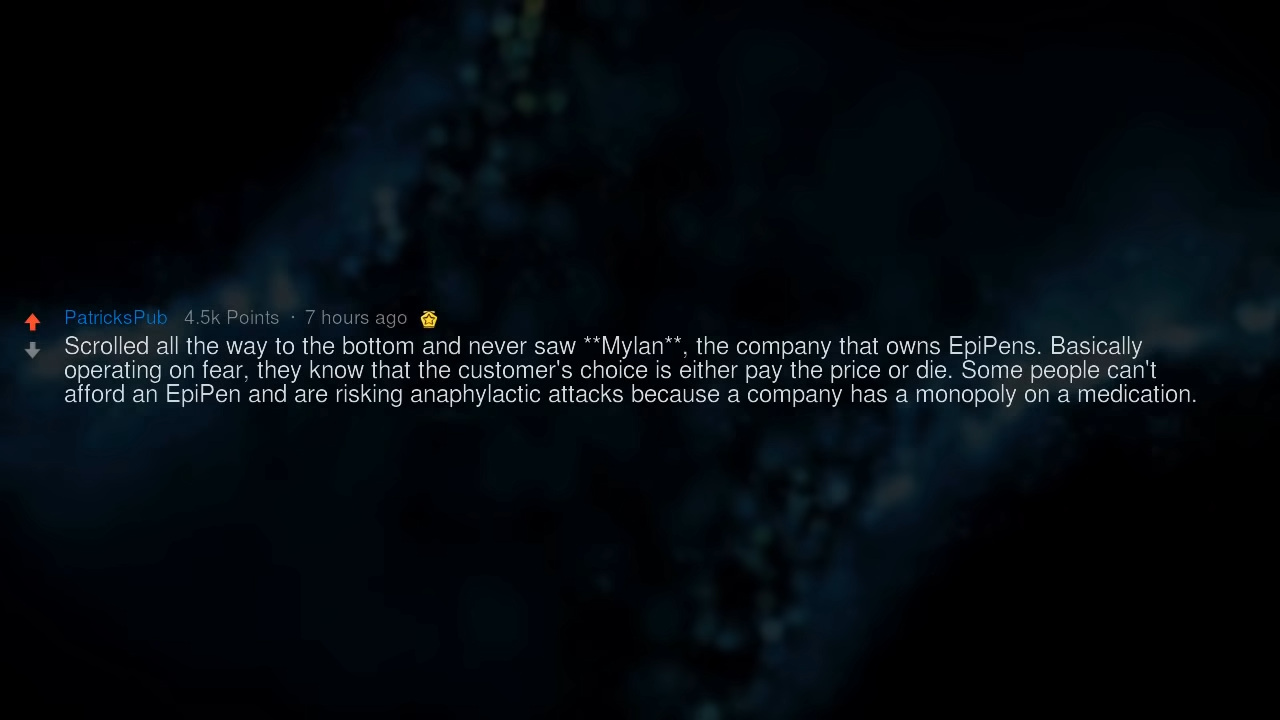 PatricksPub 4.5k Points · 7 hours ago
Scrolled all the way to the bottom and never saw **Mylan**, the company that owns EpiPens. Basically
operating on fear, they know that the customer's choice is either pay the price or die. Some people can't
afford an EpiPen and are risking anaphylactic attacks because a company has a monopoly on a medication.